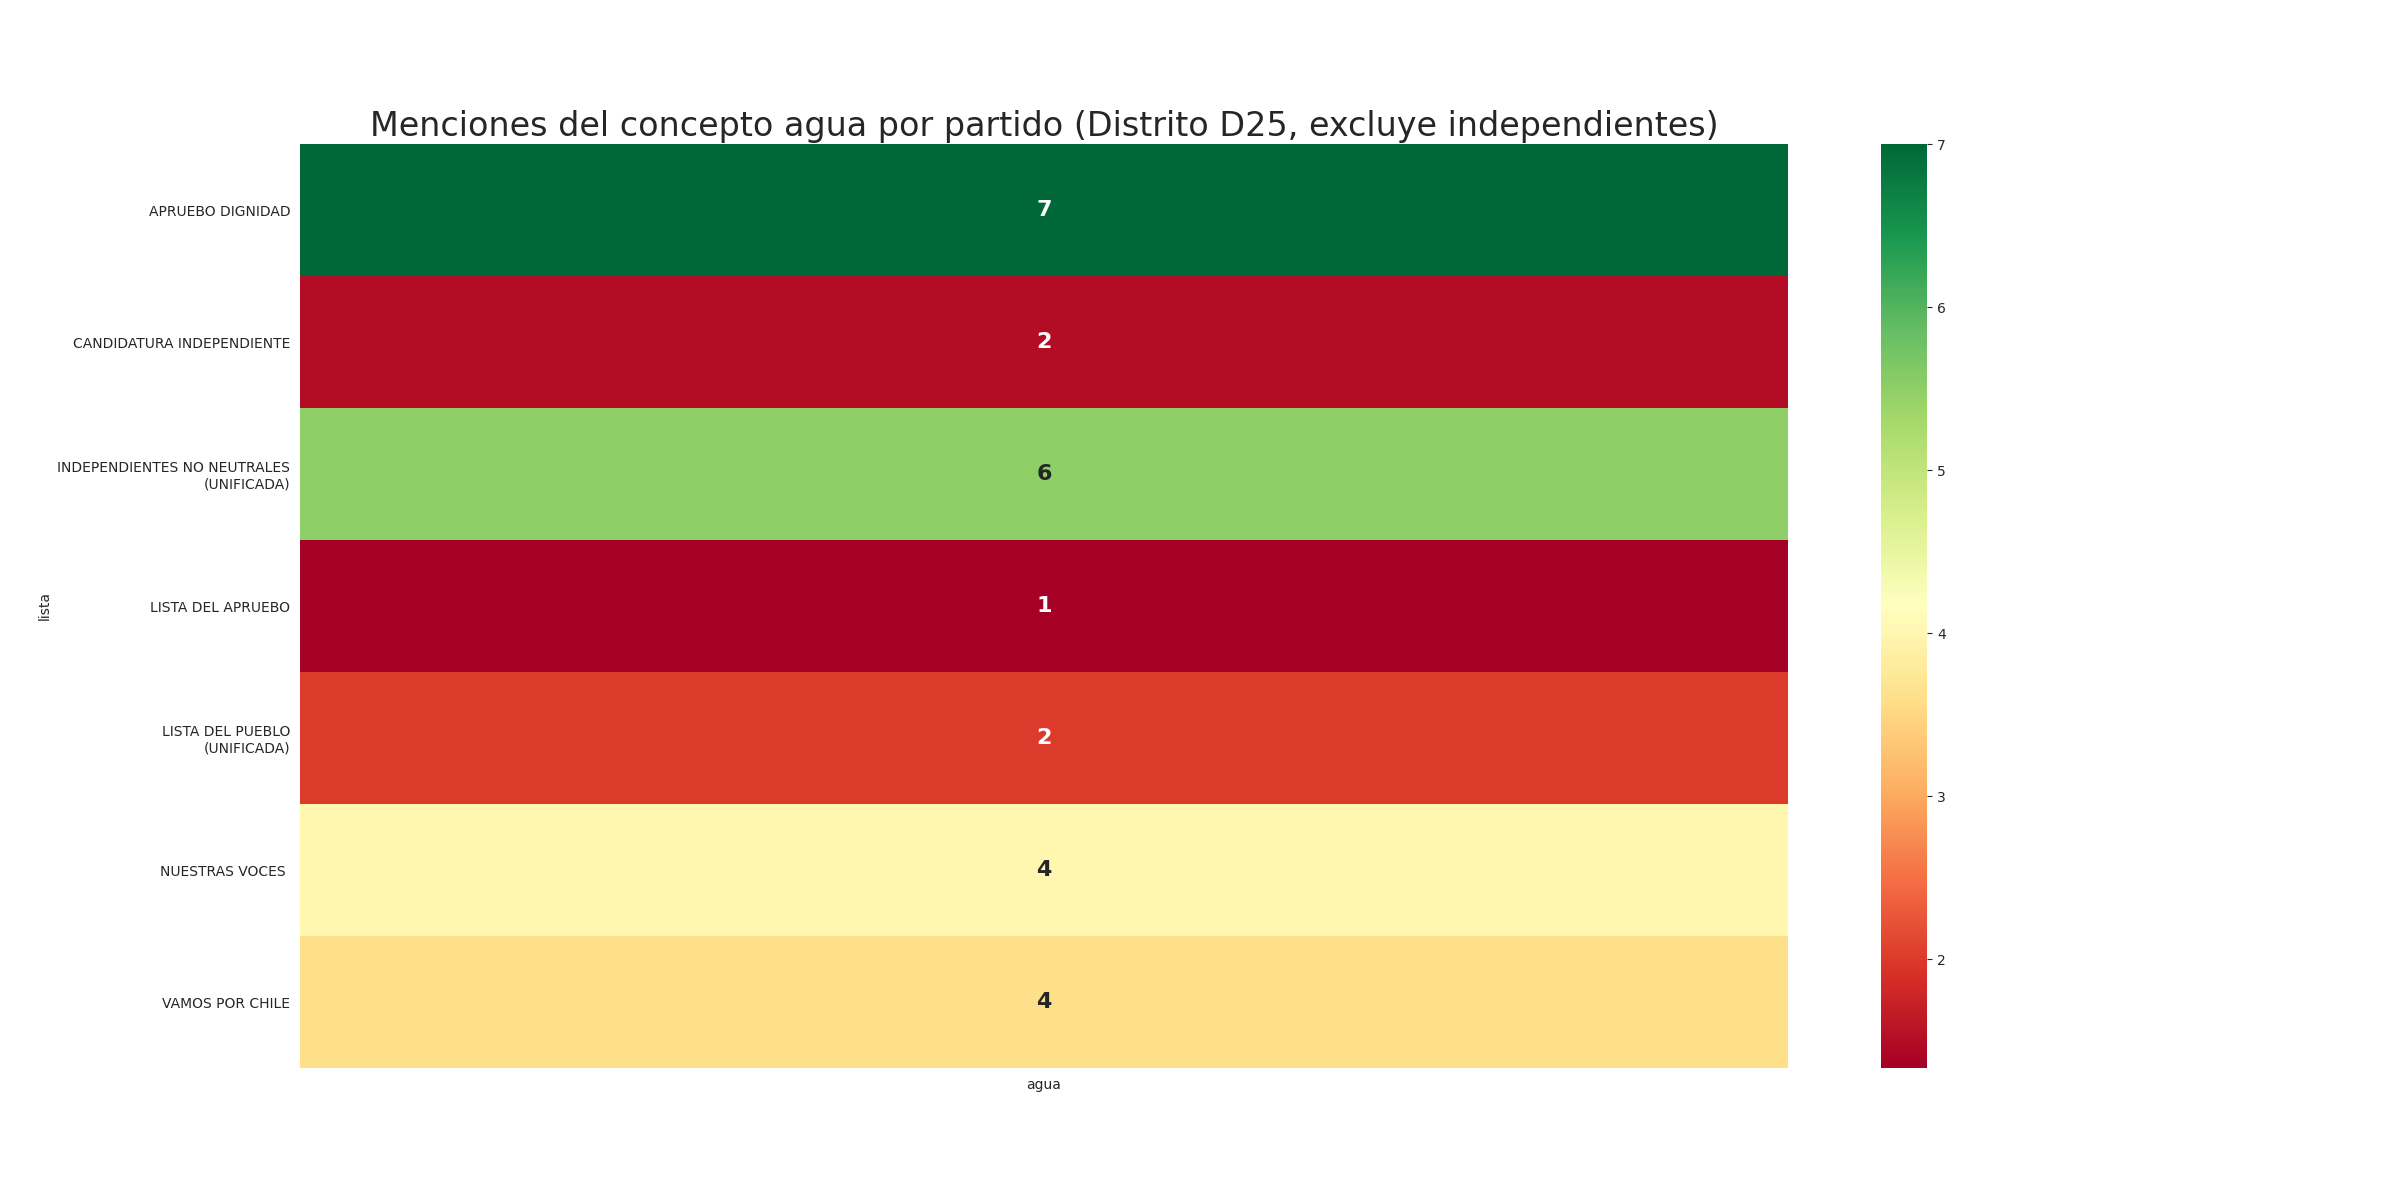 Menciones del concepto agua por partido (Distrito D25, excluye independientes)
APRUEBO DIGNIDAD
7
CANDIDATURA INDEPENDIENTE
2
INDEPENDIENTES NO NEUTRALES
(UNIFICADA)
6
LISTA DEL APRUEBO
1
LISTA DEL PUEBLO
(UNIFICADA)
2
NUESTRAS VOCES
4
VAMOS POR CHILE
4
lista
agua
7
6
5
4
3
2